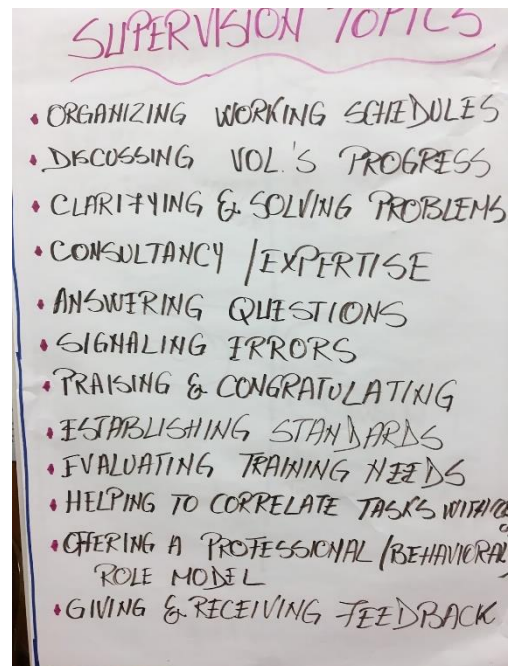 SUPERVISION TOPICS
• ORGANIZING WORKING SCHEDULES
• DISCUSSING VOL.'S PROGRESS
• CLARIFYING & SOLVING PROBLEMS
• CONSULTANCY / EXPERTISE
• ANSWERING QUESTIONS
• SIGNALING ERRORS
• PRAISING & CONGRATULATING
• ESTABLISHING STANDARDS
• EVALUATING TRAINING NEEDS
• HELPING TO CORRELATE TASKS WITH
• OFFERING A PROFESSIONAL / BEHAVIORAL
ROLE MODEL
• GIVING & RECEIVING FEEDBACK